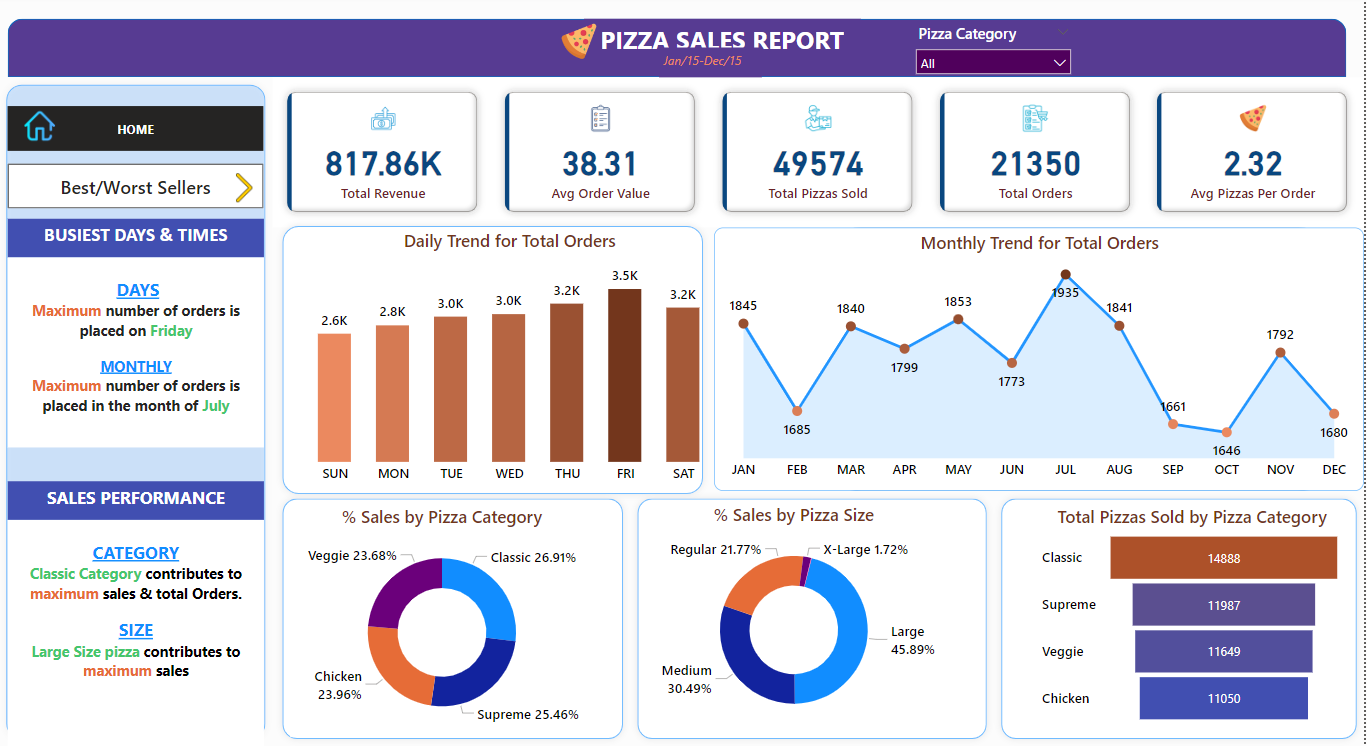 PIZZA SALES REPORT
Jan/15-Dec/15
Pizza Category
All
HOME
Best/Worst Sellers
BUSIEST DAYS & TIMES
DAYS
Maximum number of orders is
placed on Friday
MONTHLY
Maximum number of orders is
placed in the month of July
SALES PERFORMANCE
CATEGORY
Classic Category contributes to
maximum sales & total Orders.
SIZE
Large Size pizza contributes to
maximum sales
817.86K
Total Revenue
38.31
Avg Order Value
49574
Total Pizzas Sold
21350
Total Orders
2.32
Avg Pizzas Per Order
Daily Trend for Total Orders
2.6K 2.8K 3.0K 3.0K 3.2K 3.5K 3.2K
SUN MON TUE WED THU FRI SAT
Monthly Trend for Total Orders
1845 1685 1840 1799 1853 1773 1935 1841 1661 1646 1792 1680
JAN FEB MAR APR MAY JUN JUL AUG SEP OCT NOV DEC
% Sales by Pizza Category
Veggie 23.68%
Classic 26.91%
Chicken
23.96%
Supreme 25.46%
% Sales by Pizza Size
Regular 21.77%
X-Large 1.72%
Large
45.89%
Medium
30.49%
Total Pizzas Sold by Pizza Category
Classic 14888
Supreme 11987
Veggie 11649
Chicken 11050